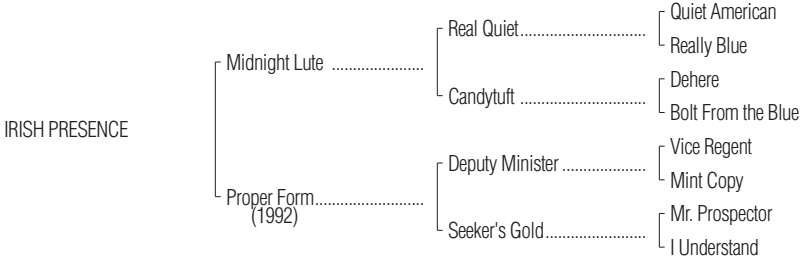 Quiet American
Real Quiet..............................
Really Blue
Midnight Lute ......................
Dehere
Candytuft ..............................
Bolt From the Blue
IRISH PRESENCE
Vice Regent
Deputy Minister ....................
Mint Copy
Proper Form..........................
(1992)
Mr. Prospector
Seeker's Gold........................
I Understand